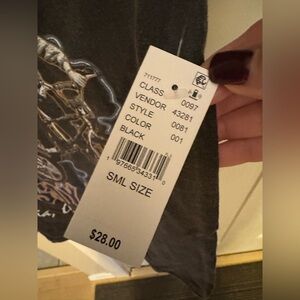 711777
CLASS 0097
VENDOR 43281
STYLE 0081
COLOR 001
BLACK
SML SIZE
$28.00